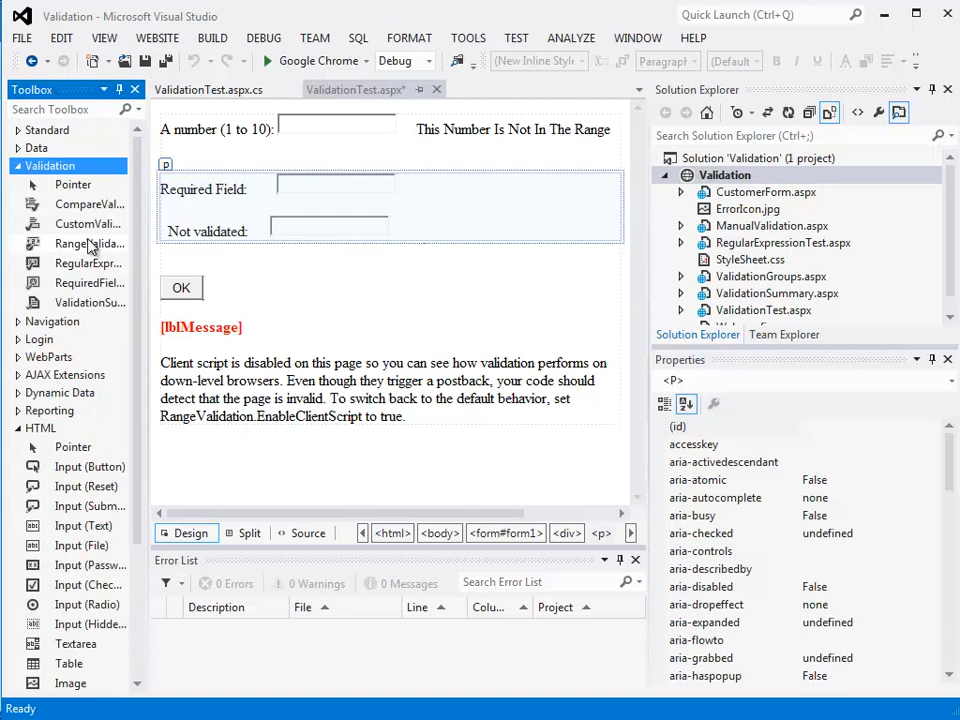 Validation - Microsoft Visual Studio
Quick Launch (Ctrl+Q)
FILE EDIT VIEW WEBSITE BUILD DEBUG TEAM SQL FORMAT TOOLS TEST ANALYZE WINDOW HELP
Google Chrome Debug (New Inline Style Paragraph (Default B I U A
Toolbox
Search Toolbox
Standard
Data
Validation
Pointer
CompareVal...
CustomVali...
RangeValida...
RegularExpr...
RequiredFiel...
ValidationSu...
Navigation
Login
WebParts
AJAX Extensions
Dynamic Data
Reporting
HTML
Pointer
Input (Button)
Input (Reset)
Input (Subm...
Input (Text)
Input (File)
Input (Passw...
Input (Chec...
Input (Radio)
Input (Hidde...
Textarea
Table
Image
ValidationTest.aspx.cs ValidationTest.aspx*
A number (1 to 10): This Number Is Not In The Range
p
Required Field:
Not validated:
OK
[lblMessage]
Client script is disabled on this page so you can see how validation performs on
down-level browsers. Even though they trigger a postback, your code should
detect that the page is invalid. To switch back to the default behavior, set
RangeValidation.EnableClientScript to true.
Design Split Source <html> <body> <form#form1> <div> <p>
Error List
0 Errors 0 Warnings 0 Messages Search Error List
Description File Line Colu... Project
Solution Explorer
Search Solution Explorer (Ctrl+;)
Solution 'Validation' (1 project)
Validation
CustomerForm.aspx
ErrorIcon.jpg
ManualValidation.aspx
RegularExpressionTest.aspx
StyleSheet.css
ValidationGroups.aspx
ValidationSummary.aspx
ValidationTest.aspx
Solution Explorer Team Explorer
Properties
<P>
(id)
accesskey
aria-activedescendant
aria-atomic False
aria-autocomplete none
aria-busy False
aria-checked undefined
aria-controls
aria-describedby
aria-disabled False
aria-dropeffect none
aria-expanded undefined
aria-flowto
aria-grabbed undefined
aria-haspopup False
Ready